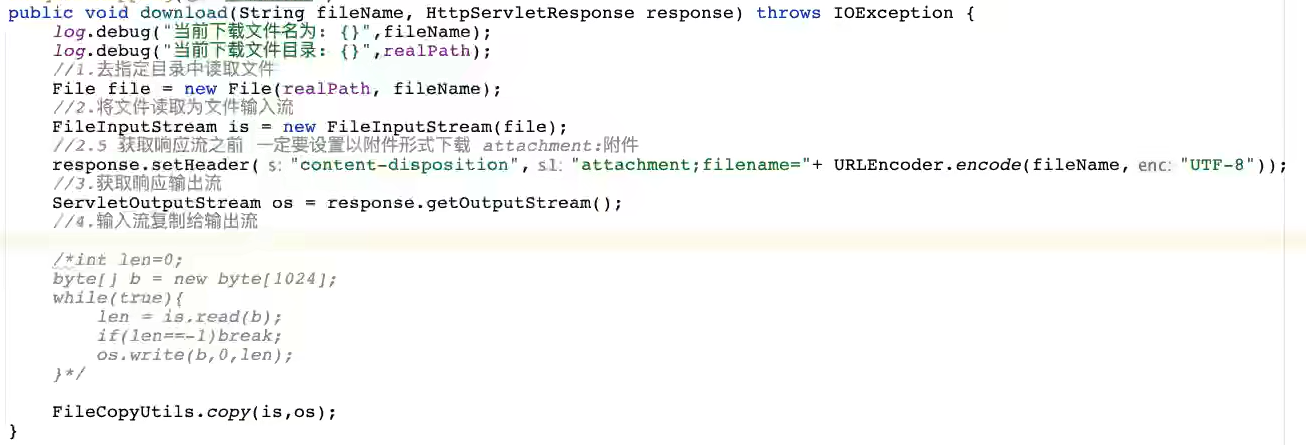 public void download(String fileName, HttpServletResponse response) throws IOException {
    log.debug("当前下载文件名为: {}",fileName);
    log.debug("当前下载文件目录: {}",realPath);
    //1.去指定目录中读取文件
    File file = new File(realPath, fileName);
    //2.将文件读取为文件输入流
    FileInputStream is = new FileInputStream(file);
    //2.5 获取响应流之前 一定要设置以附件形式下载 attachment:附件
    response.setHeader( s: "content-disposition", s1: "attachment;filename="+ URLEncoder.encode(fileName, enc: "UTF-8"));
    //3.获取响应输出流
    ServletOutputStream os = response.getOutputStream();
    //4.输入流复制给输出流
    /*int len=0;
    byte[] b = new byte[1024];
    while(true){
        len = is.read(b);
        if(len==-1)break;
        os.write(b,0,len);
    }*/
    FileCopyUtils.copy(is,os);
}